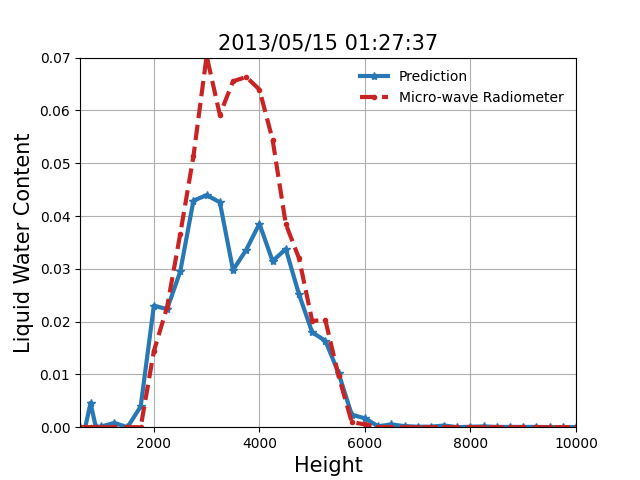 2013/05/15 01:27:37
0.07
0.06
0.05
0.04
0.03
0.02
0.01
0.00
Liquid Water Content
Prediction
Micro-wave Radiometer
2000 4000 6000 8000 10000
Height